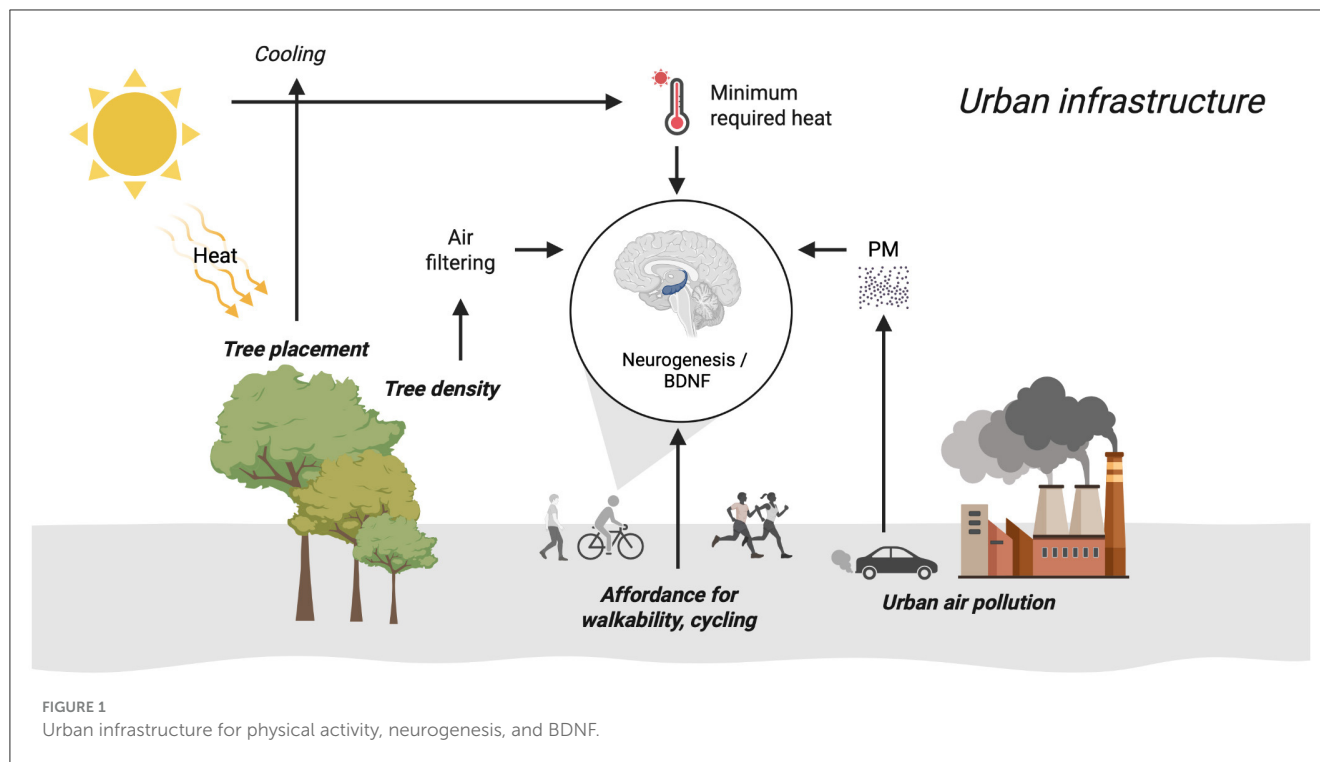 Cooling
Minimum
required heat
Urban infrastructure
Heat
Air
filtering
PM
Tree placement
Tree density
Neurogenesis /
BDNF
Affordance for
walkability, cycling
Urban air pollution
FIGURE 1
Urban infrastructure for physical activity, neurogenesis, and BDNF.